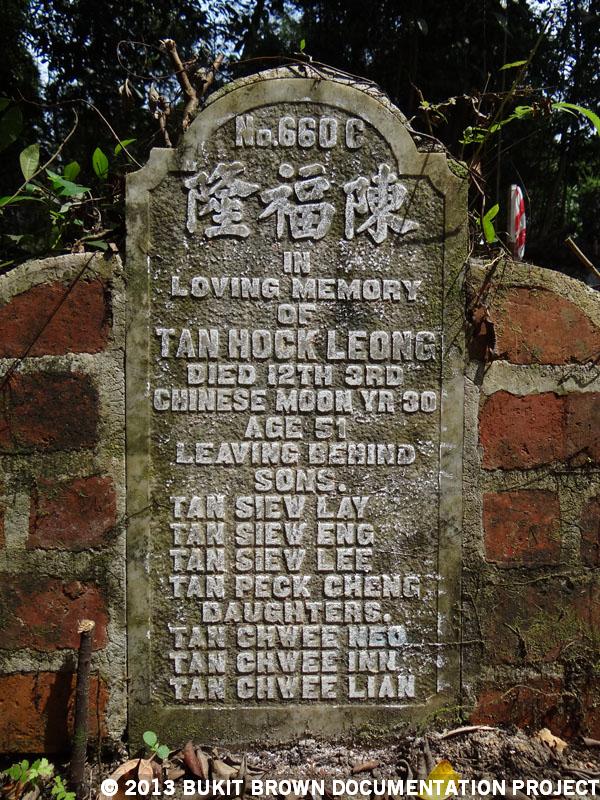 No.660 C
隆福陳
IN
LOVING MEMORY
OF
TAN HOCK LEONG
DIED 12TH 3RD
CHINESE MOON YR 30
AGE 51
LEAVING BEHIND
SONS.
TAN SIEW LAY
TAN SIEW ENG
TAN SIEW LEE
TAN PECK CHENG
DAUGHTERS.
TAN CHWEE NEO
TAN CHWEE INN
TAN CHWEE LIAN
© 2013 BUKIT BROWN DOCUMENTATION PROJECT